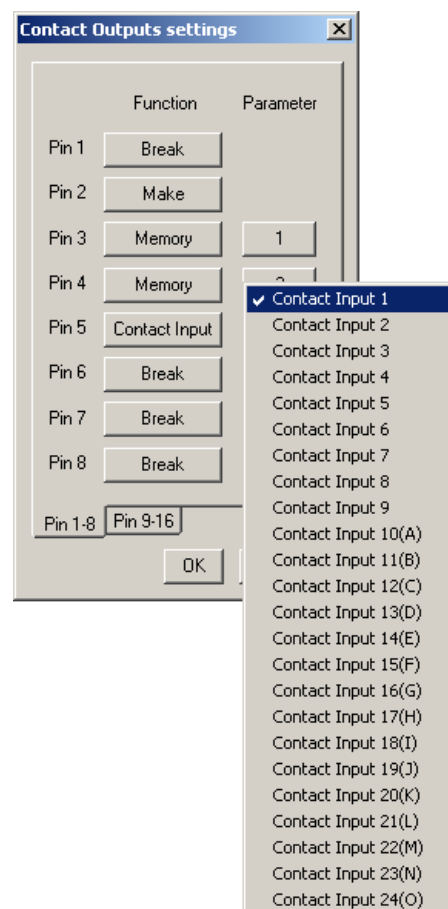 Contact Outputs settings
Function Parameter
Pin 1 Break
Pin 2 Make
Pin 3 Memory 1
Pin 4 Memory
Pin 5 Contact Input
Pin 6 Break
Pin 7 Break
Pin 8 Break
Pin 1-8 Pin 9-16
OK
Contact Input 1
Contact Input 2
Contact Input 3
Contact Input 4
Contact Input 5
Contact Input 6
Contact Input 7
Contact Input 8
Contact Input 9
Contact Input 10(A)
Contact Input 11(B)
Contact Input 12(C)
Contact Input 13(D)
Contact Input 14(E)
Contact Input 15(F)
Contact Input 16(G)
Contact Input 17(H)
Contact Input 18(I)
Contact Input 19(J)
Contact Input 20(K)
Contact Input 21(L)
Contact Input 22(M)
Contact Input 23(N)
Contact Input 24(O)